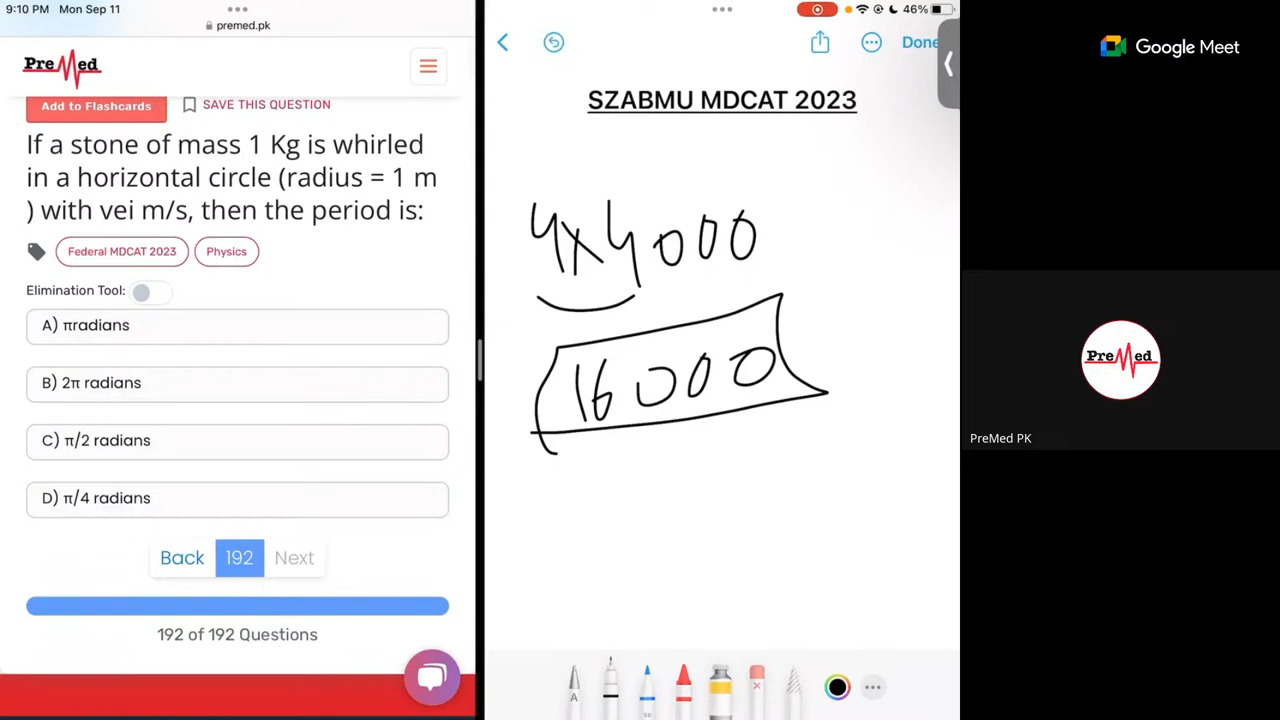 9:10 PM Mon Sep 11
premed.pk
PreMed
Add to Flashcards
SAVE THIS QUESTION
If a stone of mass 1 Kg is whirled
in a horizontal circle (radius = 1 m
) with vei m/s, then the period is:
Federal MDCAT 2023
Physics
Elimination Tool:
A) πradians
B) 2π radians
C) π/2 radians
D) π/4 radians
Back 192 Next
192 of 192 Questions
46%
Done
SZABMU MDCAT 2023
4x4000
16000
A
50
Google Meet
PreMed
PreMed PK